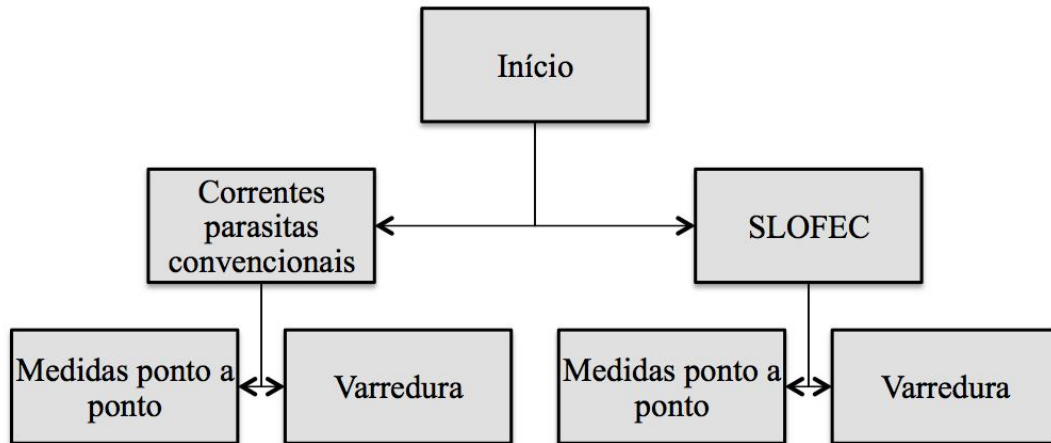 Início
Correntes
parasitas
convencionais
SLOFEC
Medidas ponto a
ponto
Varredura
Medidas ponto a
ponto
Varredura